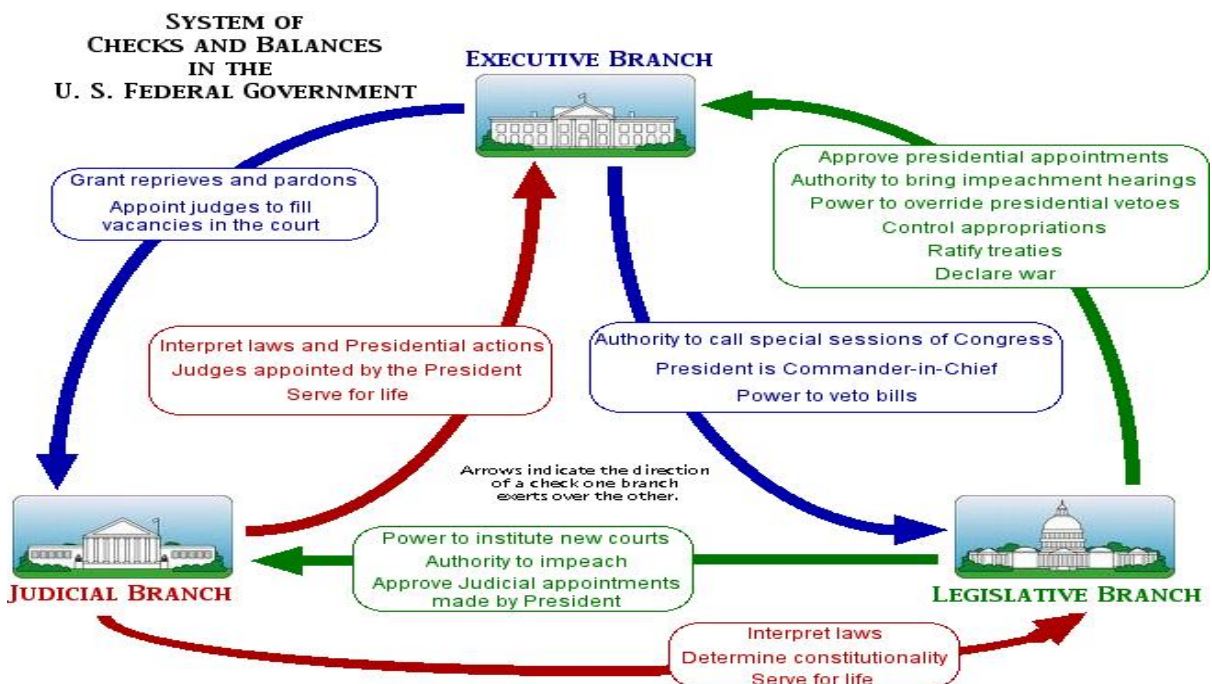 SYSTEM OF
CHECKS AND BALANCES
IN THE
U. S. FEDERAL GOVERNMENT
EXECUTIVE BRANCH
Grant reprieves and pardons
Appoint judges to fill
vacancies in the court
Approve presidential appointments
Authority to bring impeachment hearings
Power to override presidential vetoes
Control appropriations
Ratify treaties
Declare war
Interpret laws and Presidential actions
Judges appointed by the President
Serve for life
Authority to call special sessions of Congress
President is Commander-in-Chief
Power to veto bills
Arrows indicate the direction
of a check one branch
exerts over the other.
JUDICIAL BRANCH
Power to institute new courts
Authority to impeach
Approve Judicial appointments
made by President
LEGISLATIVE BRANCH
Interpret laws
Determine constitutionality
Serve for life